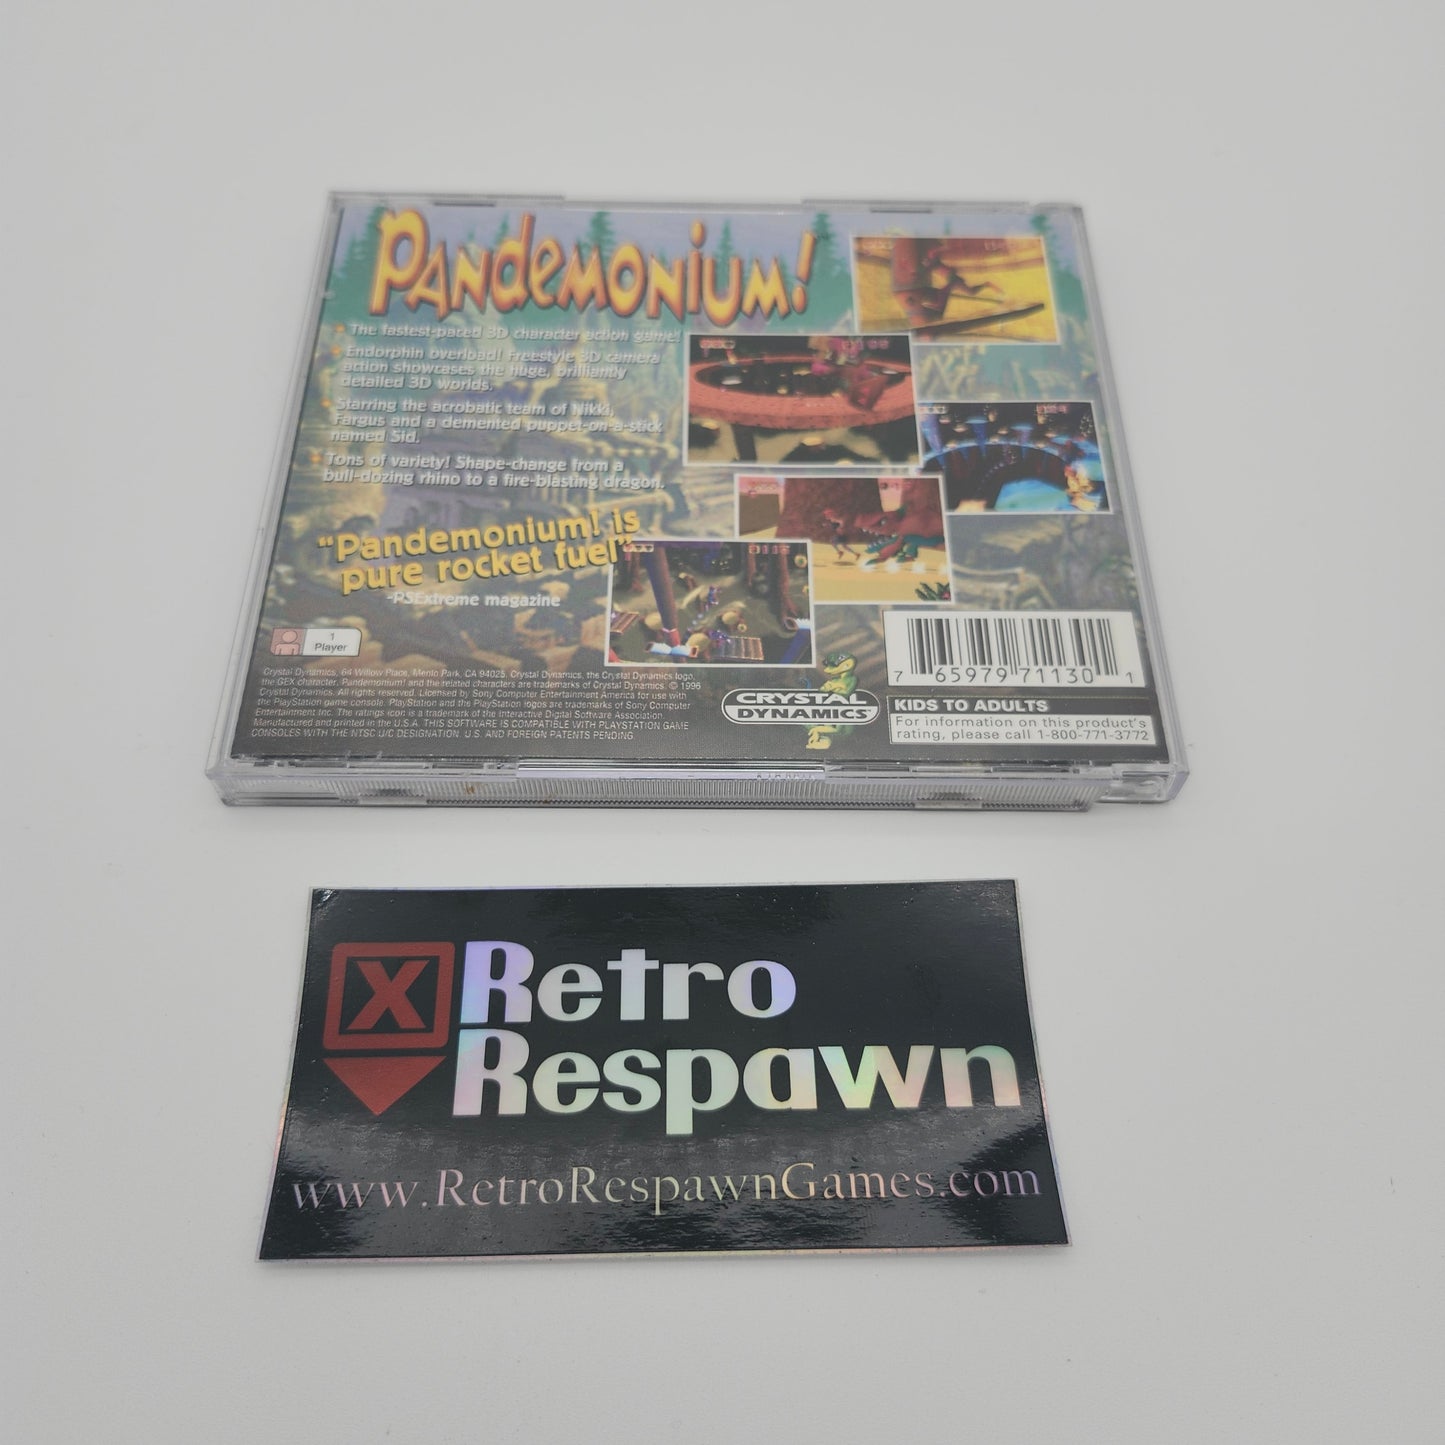 Pandemonium!
The fastest-paced 3D character action game!
Endorphin overload! Freestyle 3D camera
action showcases the huge, brilliantly
detailed 3D worlds.
Starring the acrobatic team of Nikki,
Fargus and a demented puppet-on-a-stick
named Sid.
Tons of variety! Shape-change from a
bull-dozing rhino to a fire-blasting dragon.
"Pandemonium! is
pure rocket fuel"
-PSExtreme magazine
1
Player
Crystal Dynamics, 64 Willow Place, Menlo Park, CA 94025. Crystal Dynamics, the Crystal Dynamics logo,
the GEX character, Pandemonium! and the related characters are trademarks of Crystal Dynamics. © 1996
Crystal Dynamics. All rights reserved. Licensed by Sony Computer Entertainment America for use with
the PlayStation game console. PlayStation and the PlayStation logos are trademarks of Sony Computer
Entertainment Inc. The ratings icon is a trademark of the Interactive Digital Software Association.
Manufactured and printed in the U.S.A. THIS SOFTWARE IS COMPATIBLE WITH PLAYSTATION GAME
CONSOLES WITH THE NTSC U/C DESIGNATION. U.S. AND FOREIGN PATENTS PENDING.
CRYSTAL
DYNAMICS
7 65979 71130 1
KIDS TO ADULTS
For information on this product's
rating, please call 1-800-771-3772
X Retro
Respawn
www.RetroRespawnGames.com